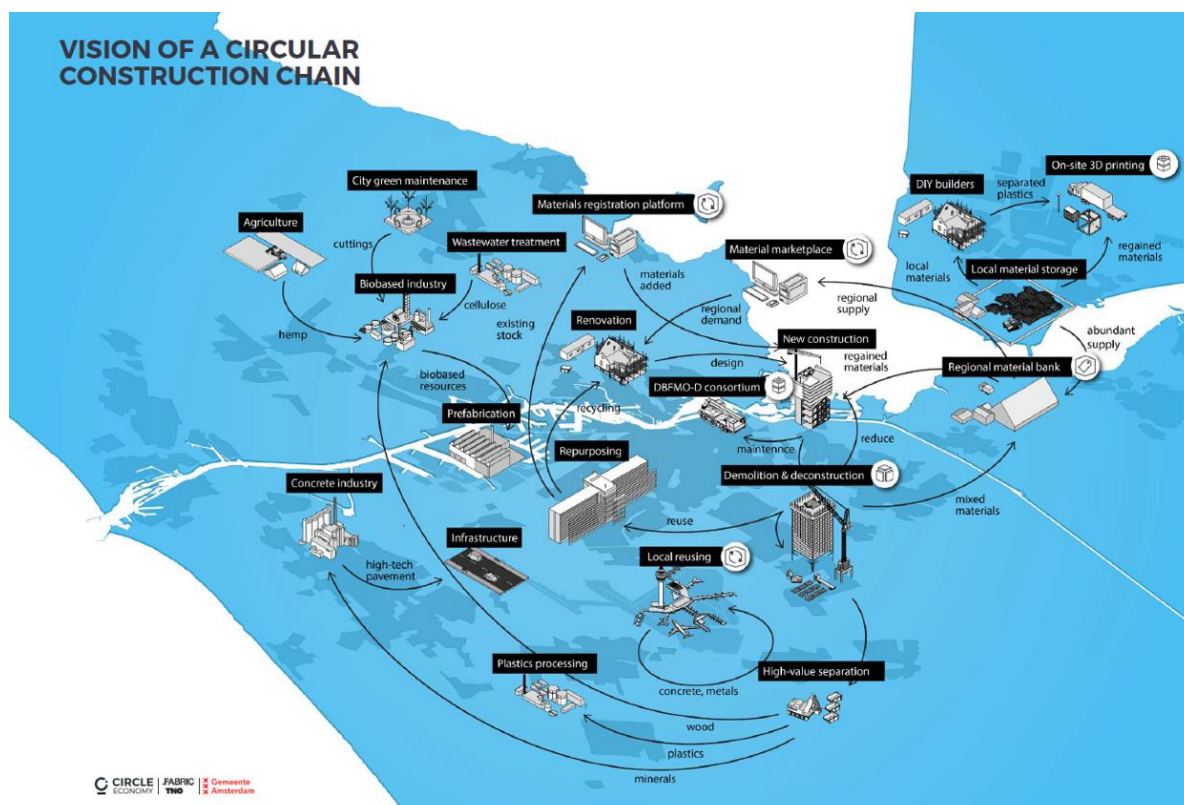 VISION OF A CIRCULAR
CONSTRUCTION CHAIN
City green maintenance
Agriculture
cuttings
Wastewater treatment
Biobased industry
cellulose
hemp
existing
stock
biobased
resources
Materials registration platform
materials
added
Material marketplace
regional
demand
regional
supply
Renovation
New construction
design
regained
materials
DBFMO-D consortium
recycling
maintennce
reduce
Prefabrication
Repurposing
Demolition & deconstruction
mixed
materials
reuse
Concrete industry
high-tech
pavement
Infrastructure
Local reusing
concrete, metals
High-value separation
Plastics processing
wood
plastics
minerals
On-site 3D printing
DIY builders
separated
plastics
regained
materials
local
materials
Local material storage
abundant
supply
Regional material bank
CIRCLE
ECONOMY
FABRIC
TNO
Gemeente
Amsterdam